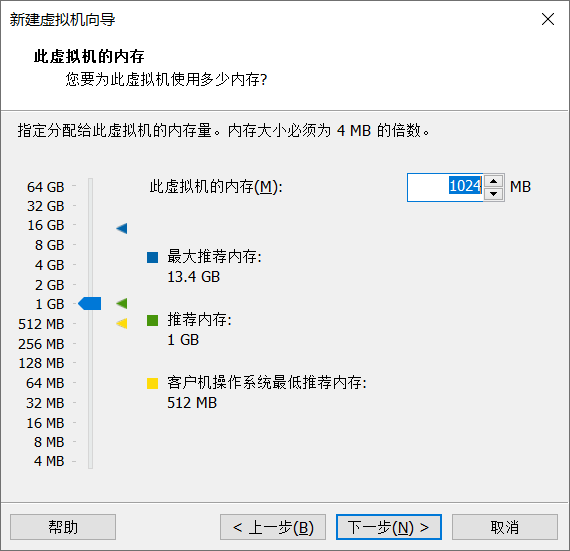 新建虚拟机向导
此虚拟机的内存
您要为此虚拟机使用多少内存?
指定分配给此虚拟机的内存量。内存大小必须为 4 MB 的倍数。
64 GB
32 GB
16 GB
8 GB
4 GB
2 GB
1 GB
512 MB
256 MB
128 MB
64 MB
32 MB
16 MB
8 MB
4 MB
此虚拟机的内存(M): 1024 MB
最大推荐内存:
13.4 GB
推荐内存:
1 GB
客户机操作系统最低推荐内存:
512 MB
帮助 < 上一步(B) 下一步(N) > 取消